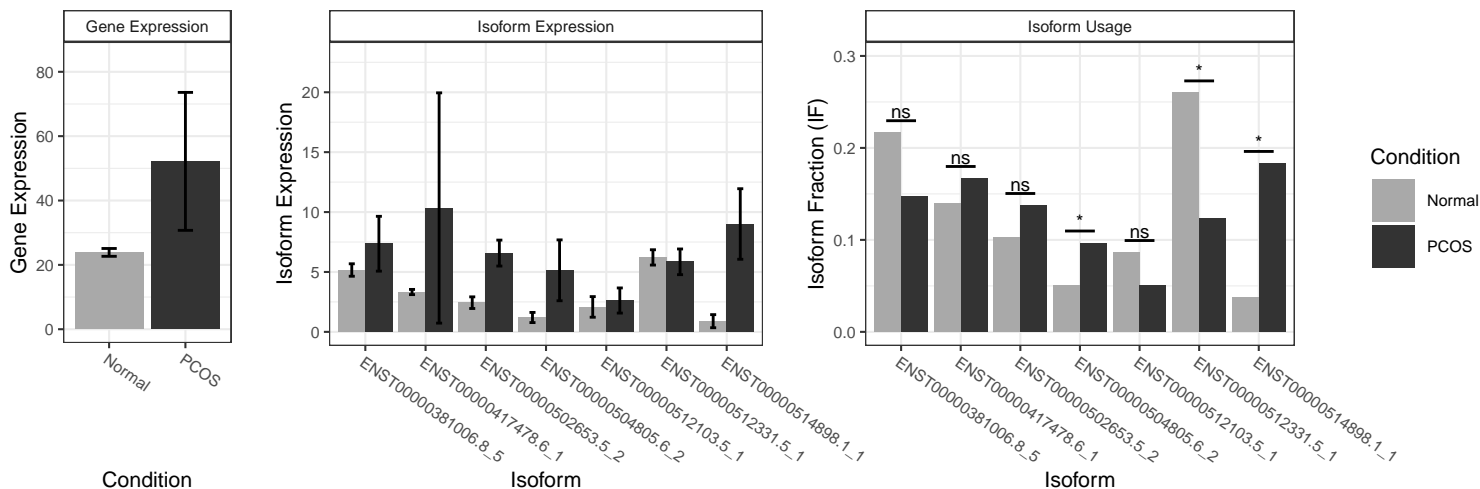 Gene Expression
Gene Expression
80
60
40
20
0
Normal
PCOS
Condition
Isoform Expression
Isoform Expression
20
15
10
5
0
ENST00000381006.8_5
ENST00000417478.6_1
ENST00000502653.5_2
ENST00000504805.6_2
ENST00000512103.5_1
ENST00000512331.5_1
ENST00000514898.1_1
Isoform
Isoform Usage
Isoform Fraction (IF)
0.3
0.2
0.1
0.0
ns
ns
ns
*
ns
*
*
ENST00000381006.8_5
ENST00000417478.6_1
ENST00000502653.5_2
ENST00000504805.6_2
ENST00000512103.5_1
ENST00000512331.5_1
ENST00000514898.1_1
Isoform
Condition
Normal
PCOS